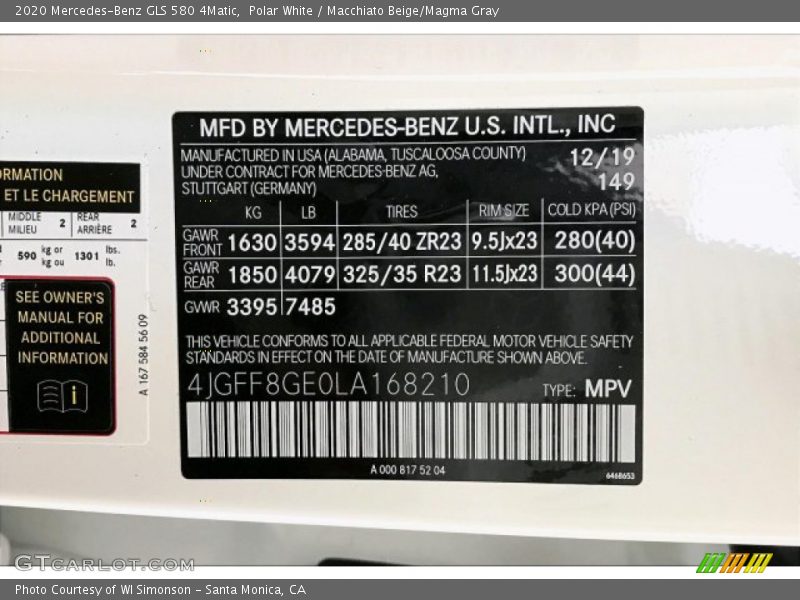 2020 Mercedes-Benz GLS 580 4Matic, Polar White / Macchiato Beige/Magma Gray
MFD BY MERCEDES-BENZ U.S. INTL., INC
MANUFACTURED IN USA (ALABAMA, TUSCALOOSA COUNTY) 12/19
UNDER CONTRACT FOR MERCEDES-BENZ AG, 149
STUTTGART (GERMANY)
KG LB TIRES RIM SIZE COLD KPA (PSI)
GAWR FRONT 1630 3594 285/40 ZR23 9.5Jx23 280(40)
GAWR REAR 1850 4079 325/35 R23 11.5Jx23 300(44)
GVWR 3395 7485
THIS VEHICLE CONFORMS TO ALL APPLICABLE FEDERAL MOTOR VEHICLE SAFETY
STANDARDS IN EFFECT ON THE DATE OF MANUFACTURE SHOWN ABOVE.
4JGFF8GE0LA168210 TYPE: MPV
A 000 817 52 04 6468653
ET LE CHARGEMENT
MIDDLE MILIEU 2 REAR ARRIÈRE 2
590 kg or kg ou 1301 lbs. lb.
SEE OWNER'S
MANUAL FOR
ADDITIONAL
INFORMATION
A 167 584 56 09
GTCARLOT.COM
Photo Courtesy of WI Simonson - Santa Monica, CA